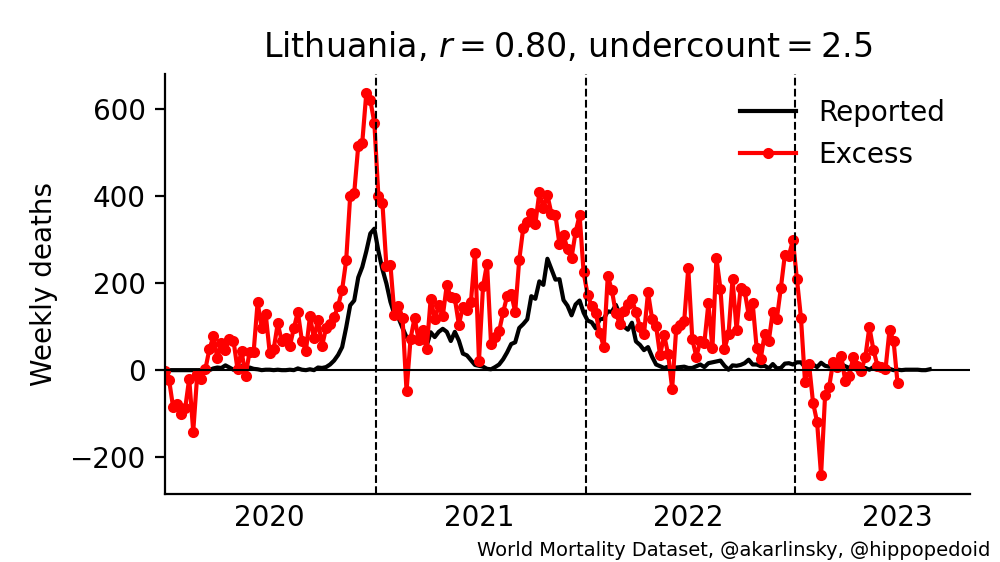 Lithuania, r = 0.80, undercount = 2.5
Weekly deaths
600
400
200
0
−200
Reported
Excess
2020 2021 2022 2023
World Mortality Dataset, @akarlinsky, @hippopedoid